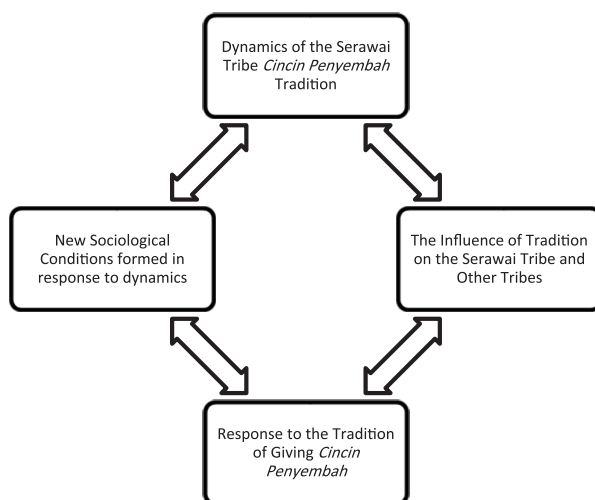 Dynamics of the Serawai
Tribe Cincin Penyembah
Tradition
New Sociological
Conditions formed in
response to dynamics
The Influence of Tradition
on the Serawai Tribe and
Other Tribes
Response to the Tradition
of Giving Cincin
Penyembah